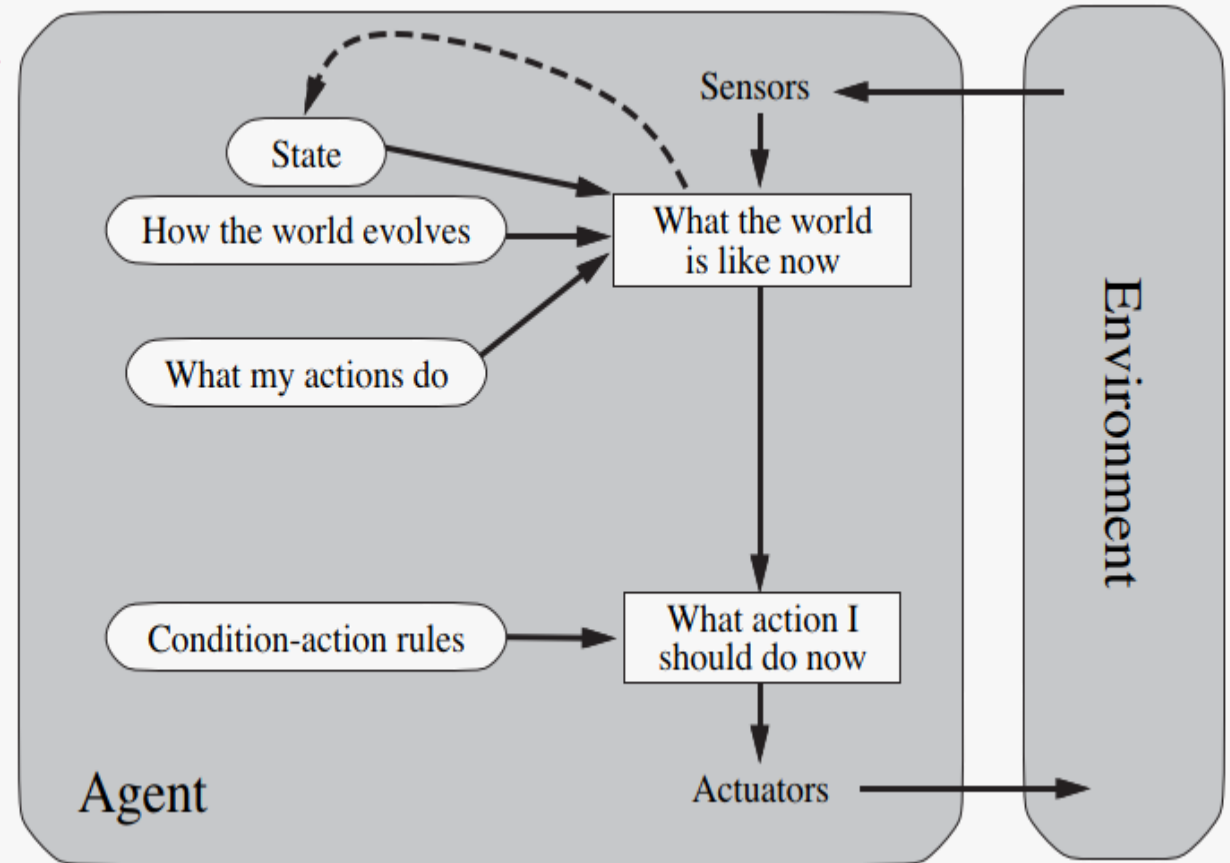 Sensors
State
How the world evolves
What the world
is like now
What my actions do
Environment
Condition-action rules
What action I
should do now
Agent
Actuators